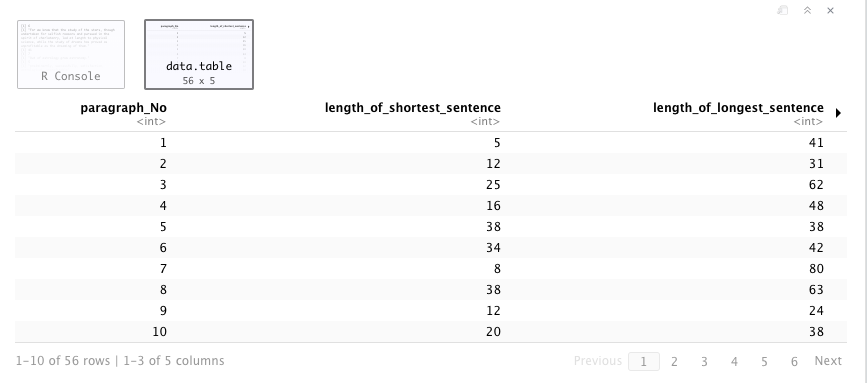 R Console
paragraph_No length_of_shortest_sentence
data.table
56 x 5
paragraph_No length_of_shortest_sentence length_of_longest_sentence
<int> <int> <int>
1 5 41
2 12 31
3 25 62
4 16 48
5 38 38
6 34 42
7 8 80
8 38 63
9 12 24
10 20 38
1-10 of 56 rows | 1-3 of 5 columns Previous 1 2 3 4 5 6 Next